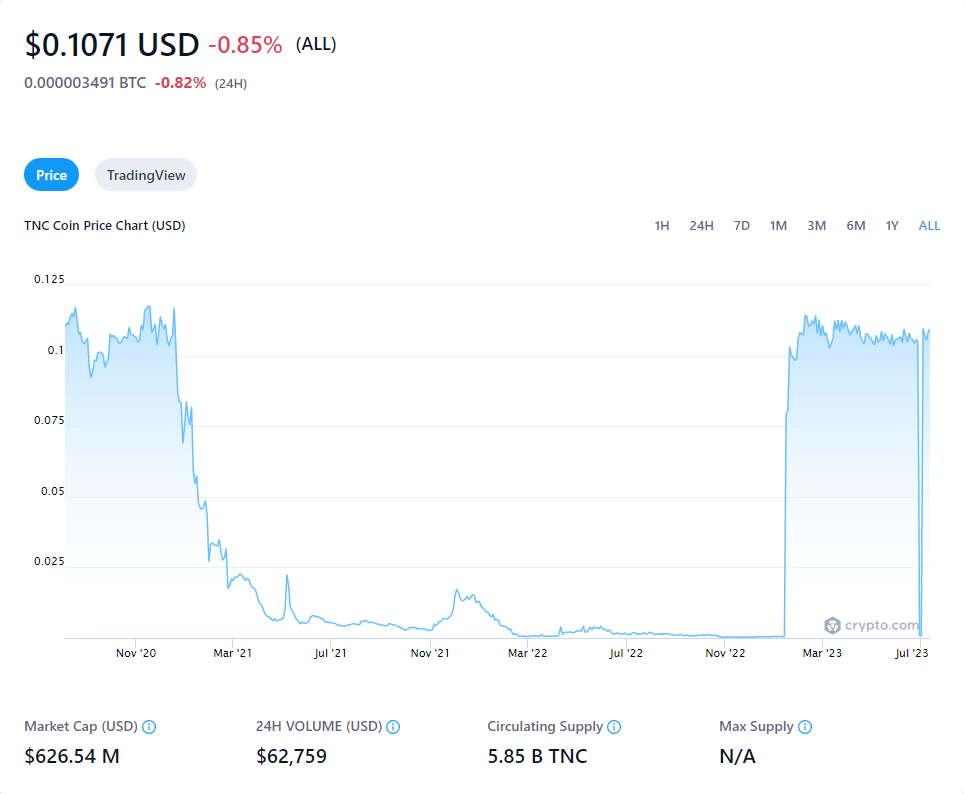 $0.1071 USD -0.85% (ALL)
0.000003491 BTC -0.82% (24H)
Price TradingView
TNC Coin Price Chart (USD) 1H 24H 7D 1M 3M 6M 1Y ALL
0.125
0.1
0.075
0.05
0.025
crypto.com
Nov '20 Mar '21 Jul '21 Nov '21 Mar '22 Jul '22 Nov '22 Mar '23 Jul '23
Market Cap (USD) 24H VOLUME (USD) Circulating Supply Max Supply
$626.54 M $62,759 5.85 B TNC N/A